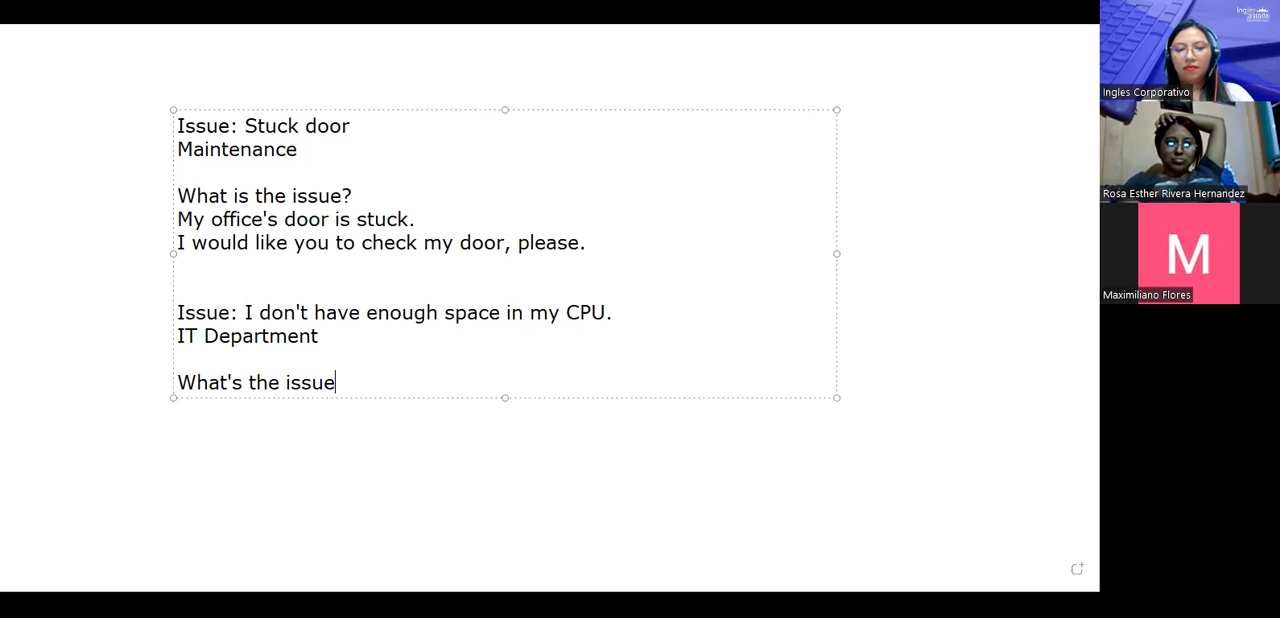 Issue: Stuck door
Maintenance
What is the issue?
My office's door is stuck.
I would like you to check my door, please.
Issue: I don't have enough space in my CPU.
IT Department
What's the issue
Ingles Corporativo
Rosa Esther Rivera Hernandez
M
Maximiliano Flores